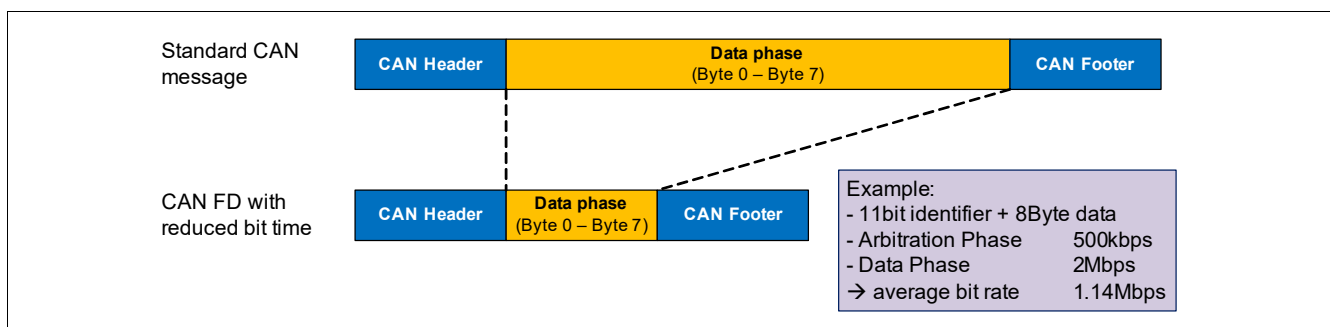 Standard CAN
message
CAN Header
Data phase
(Byte 0 – Byte 7)
CAN Footer
CAN FD with
reduced bit time
CAN Header
Data phase
(Byte 0 – Byte 7)
CAN Footer
Example:
- 11bit identifier + 8Byte data
- Arbitration Phase 500kbps
- Data Phase 2Mbps
→ average bit rate 1.14Mbps